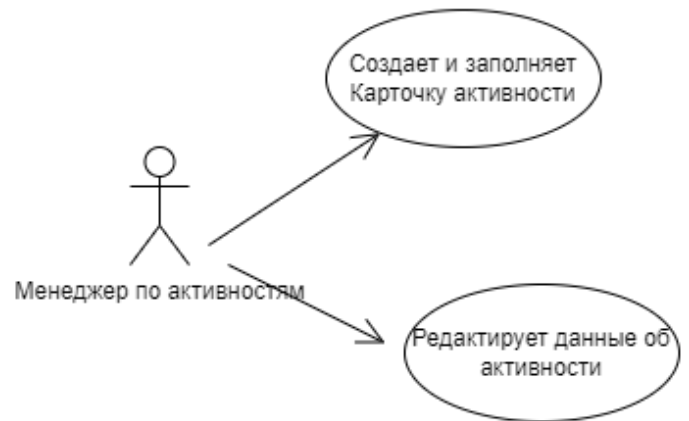 Создает и заполняет
Карточку активности
Менеджер по активностям
Редактирует данные об
активности